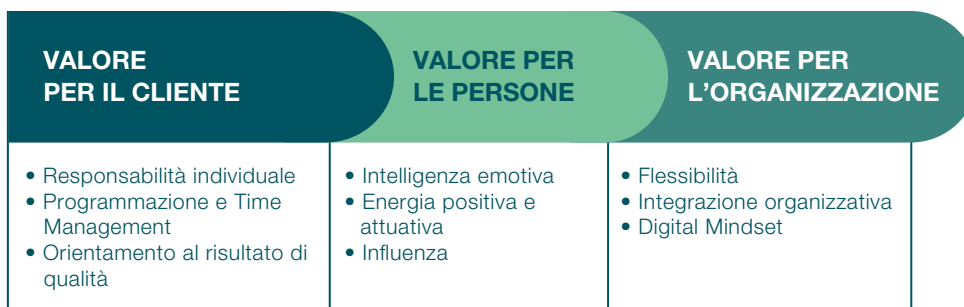 VALORE
PER IL CLIENTE
VALORE PER
LE PERSONE
VALORE PER
L'ORGANIZZAZIONE
• Responsabilità individuale
• Programmazione e Time
Management
• Orientamento al risultato di
qualità
• Intelligenza emotiva
• Energia positiva e
attuativa
• Influenza
• Flessibilità
• Integrazione organizzativa
• Digital Mindset